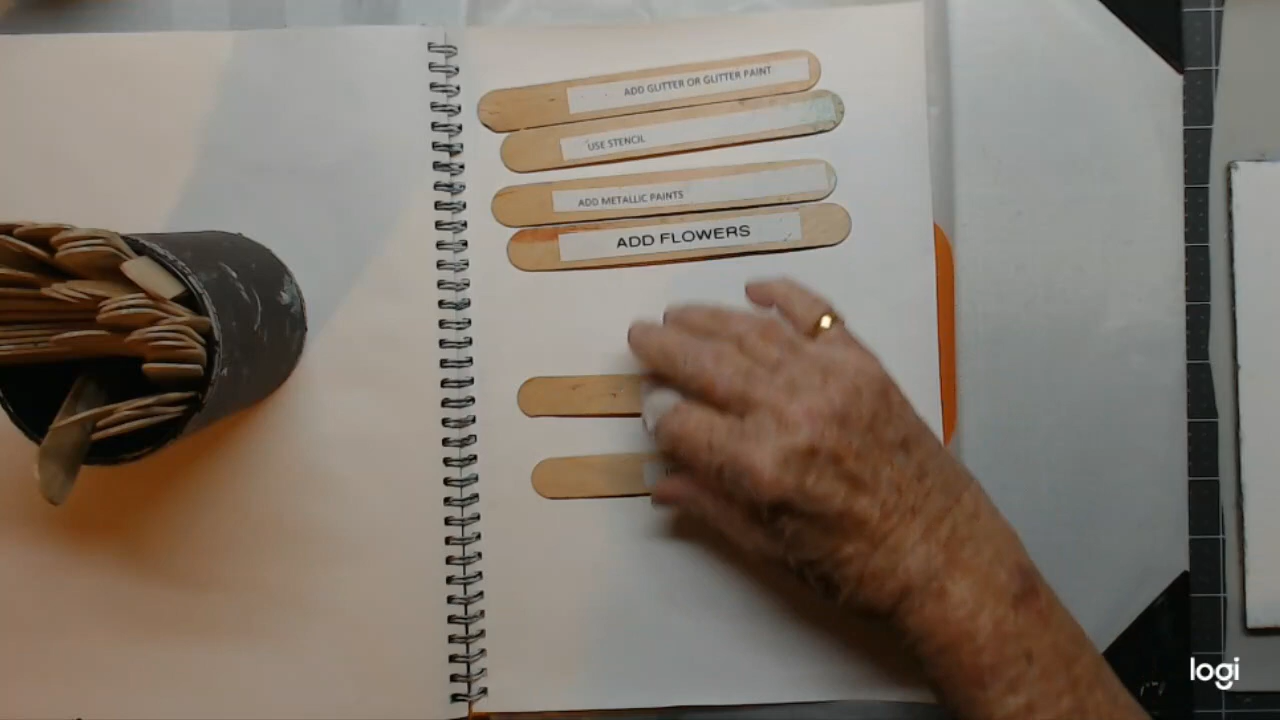 ADD GLITTER OR GLITTER PAINT
USE STENCIL
ADD METALLIC PAINTS
ADD FLOWERS
logi